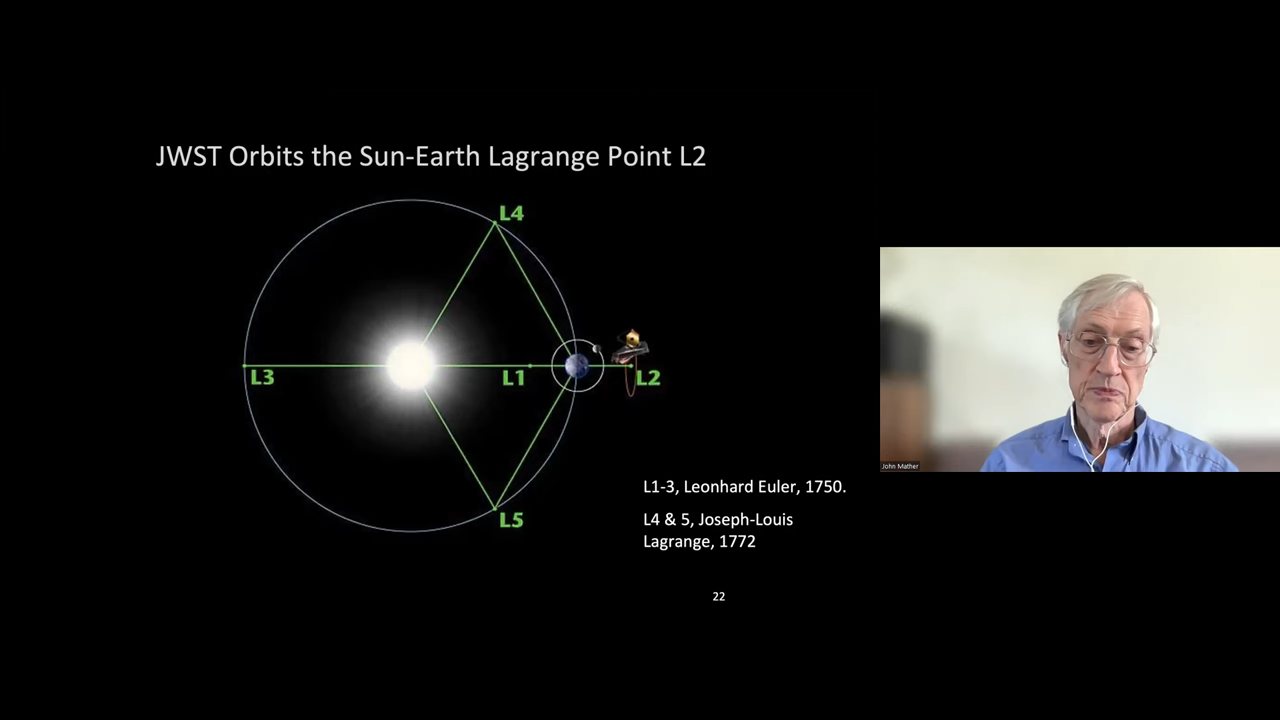 JWST Orbits the Sun-Earth Lagrange Point L2
L4
L3
L1
L2
L5
John Mather
L1-3, Leonhard Euler, 1750.
L4 & 5, Joseph-Louis
Lagrange, 1772
22